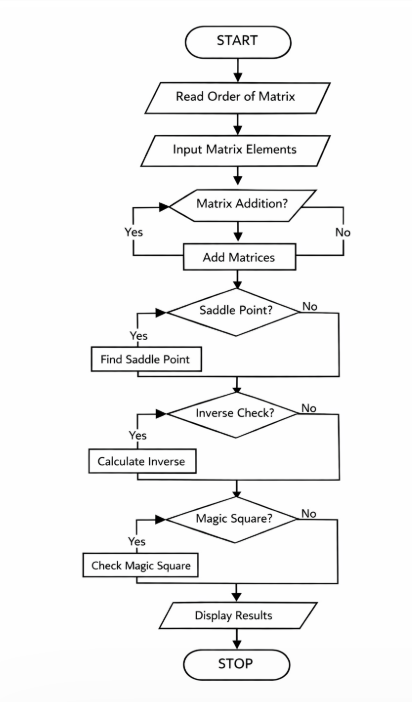 START
Read Order of Matrix
Input Matrix Elements
Matrix Addition?
Yes
No
Add Matrices
Saddle Point?
No
Yes
Find Saddle Point
Inverse Check?
No
Yes
Calculate Inverse
Magic Square?
No
Yes
Check Magic Square
Display Results
STOP